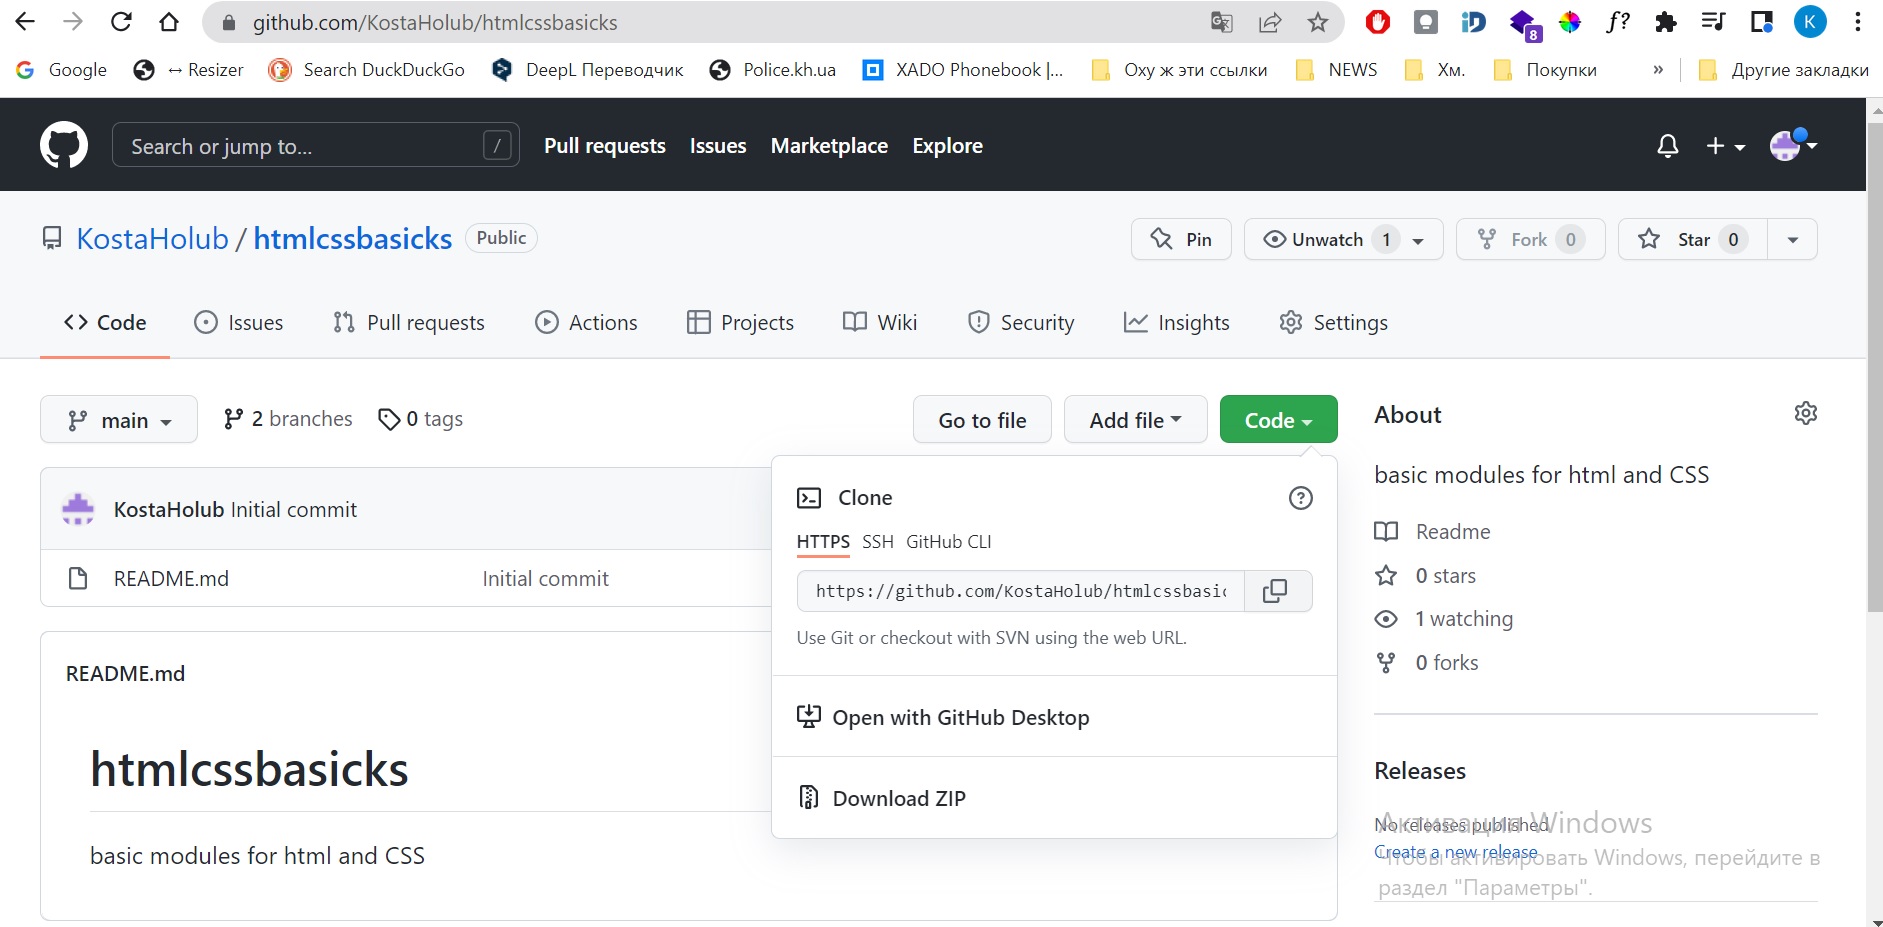 github.com/KostaHolub/htmlcssbasicks
8
f?
K
Google
↔ Resizer
Search DuckDuckGo
DeepL Переводчик
Police.kh.ua
XADO Phonebook |...
Оху ж эти ссылки
NEWS
Хм.
Покупки
»
Другие закладки
Search or jump to...
/
Pull requests
Issues
Marketplace
Explore
KostaHolub / htmlcssbasicks
Public
Pin
Unwatch 1
Fork 0
Star 0
Code
Issues
Pull requests
Actions
Projects
Wiki
Security
Insights
Settings
main
2 branches
0 tags
Go to file
Add file
Code
KostaHolub Initial commit
README.md
Initial commit
README.md
htmlcssbasicks
basic modules for html and CSS
Clone
HTTPS
SSH
GitHub CLI
https://github.com/KostaHolub/htmlcssbasic
Use Git or checkout with SVN using the web URL.
Open with GitHub Desktop
Download ZIP
About
basic modules for html and CSS
Readme
0 stars
1 watching
0 forks
Releases
No releases published
Create a new release
Активация Windows
Чтобы активировать Windows, перейдите в
раздел "Параметры".